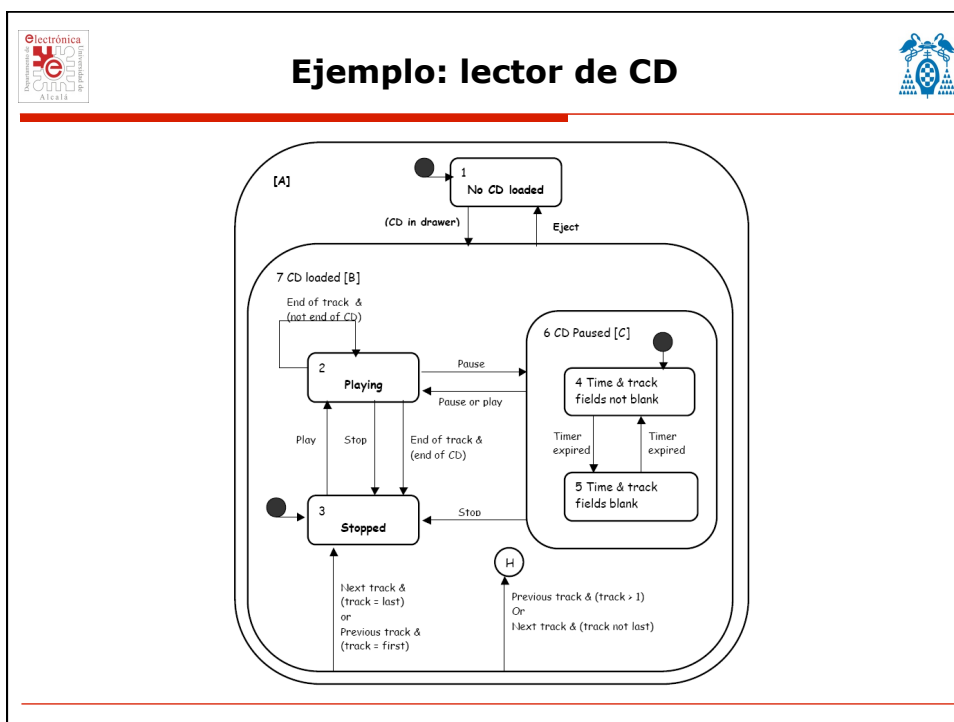 electrónica
Departamento de
Universidad de
Alcalá
Ejemplo: lector de CD
[A]
1
No CD loaded
(CD in drawer)
Eject
7 CD loaded [B]
End of track &
(not end of CD)
6 CD Paused [C]
2
Playing
Pause
Pause or play
4 Time & track
fields not blank
Play
Stop
End of track &
(end of CD)
Timer
expired
Timer
expired
5 Time & track
fields blank
3
Stopped
Stop
H
Next track &
(track = last)
or
Previous track &
(track = first)
Previous track & (track > 1)
Or
Next track & (track not last)